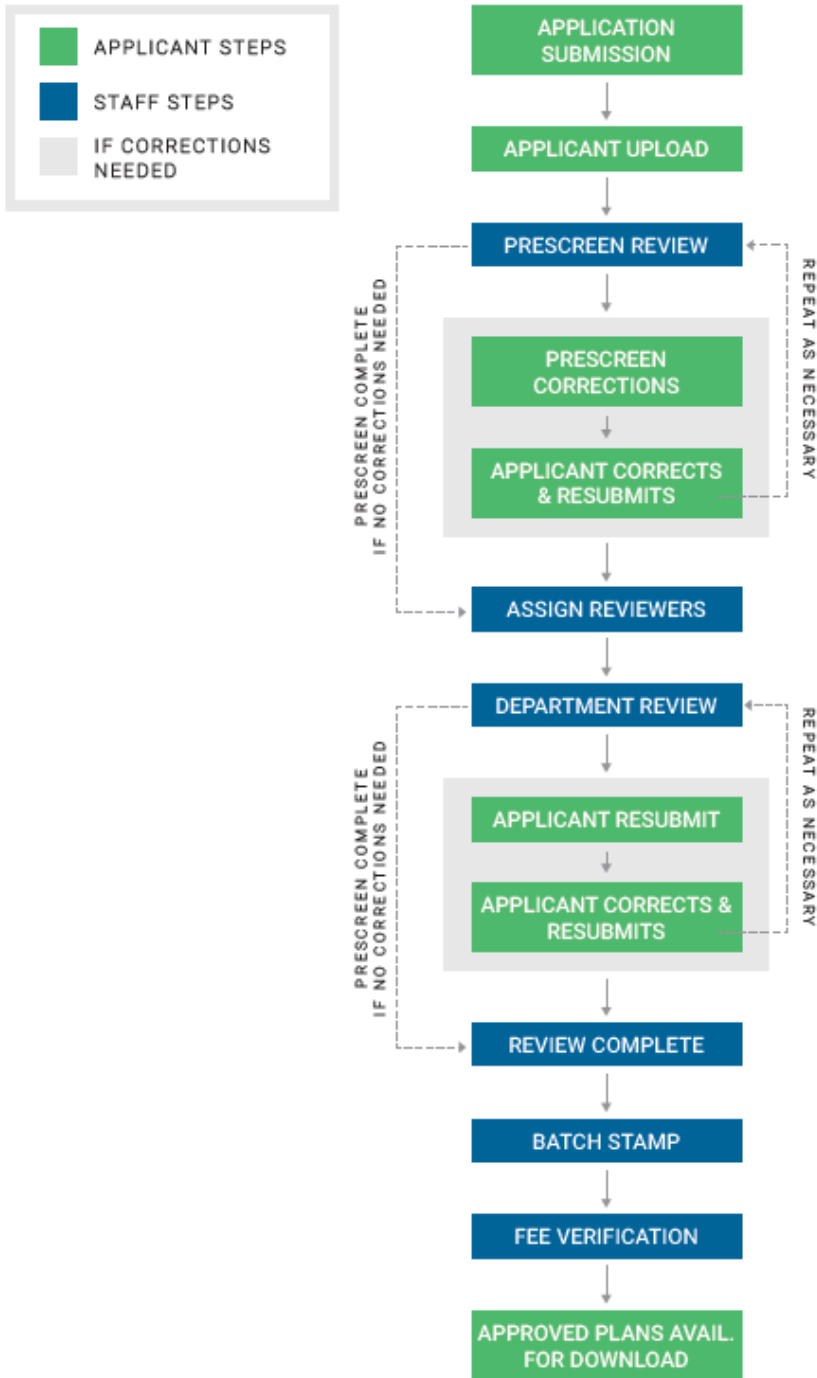 APPLICANT STEPS
STAFF STEPS
IF CORRECTIONS
NEEDED
APPLICATION
SUBMISSION
APPLICANT UPLOAD
PRESCREEN REVIEW
PRESCREEN COMPLETE
IF NO CORRECTIONS NEEDED
REPEAT AS NECESSARY
PRESCREEN
CORRECTIONS
APPLICANT CORRECTS
& RESUBMITS
ASSIGN REVIEWERS
DEPARTMENT REVIEW
PRESCREEN COMPLETE
IF NO CORRECTIONS NEEDED
REPEAT AS NECESSARY
APPLICANT RESUBMIT
APPLICANT CORRECTS &
RESUBMITS
REVIEW COMPLETE
BATCH STAMP
FEE VERIFICATION
APPROVED PLANS AVAIL.
FOR DOWNLOAD